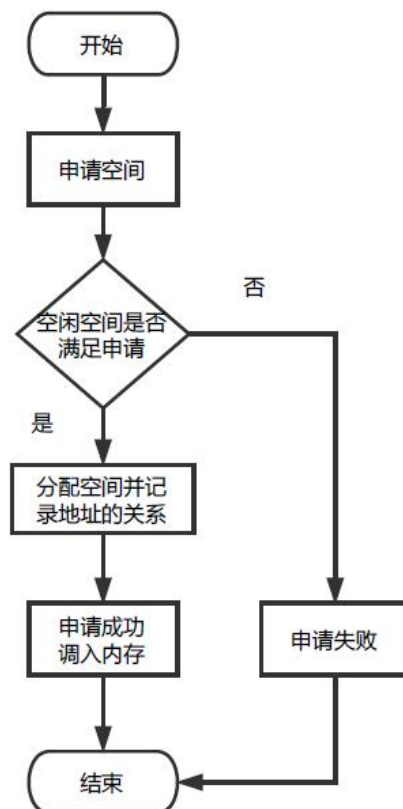 开始
申请空间
否
空闲空间是否
满足申请
是
分配空间并记
录地址的关系
申请成功
调入内存
申请失败
结束